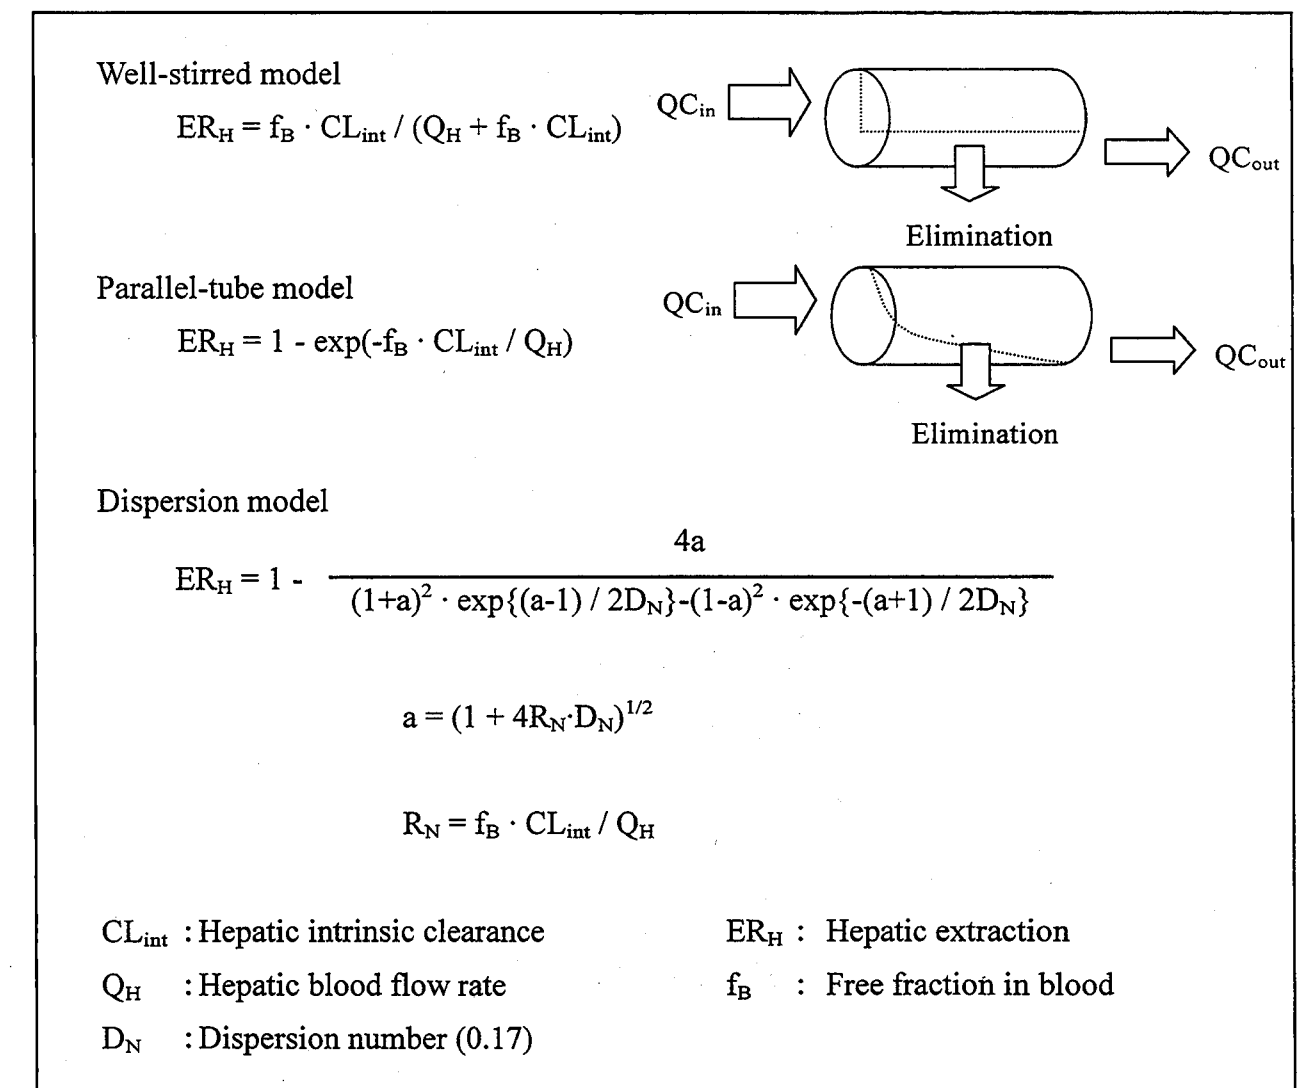 Well-stirred model
ER_H = f_B · CL_int / (Q_H + f_B · CL_int)
QC_in
QC_out
Elimination
Parallel-tube model
ER_H = 1 - exp(-f_B · CL_int / Q_H)
QC_in
QC_out
Elimination
Dispersion model
4a
ER_H = 1 -
(1+a)² · exp{(a-1) / 2D_N}-(1-a)² · exp{-(a+1) / 2D_N}
a = (1 + 4R_N·D_N)^1/2
R_N = f_B · CL_int / Q_H
CL_int : Hepatic intrinsic clearance
ER_H : Hepatic extraction
Q_H : Hepatic blood flow rate
f_B : Free fraction in blood
D_N : Dispersion number (0.17)